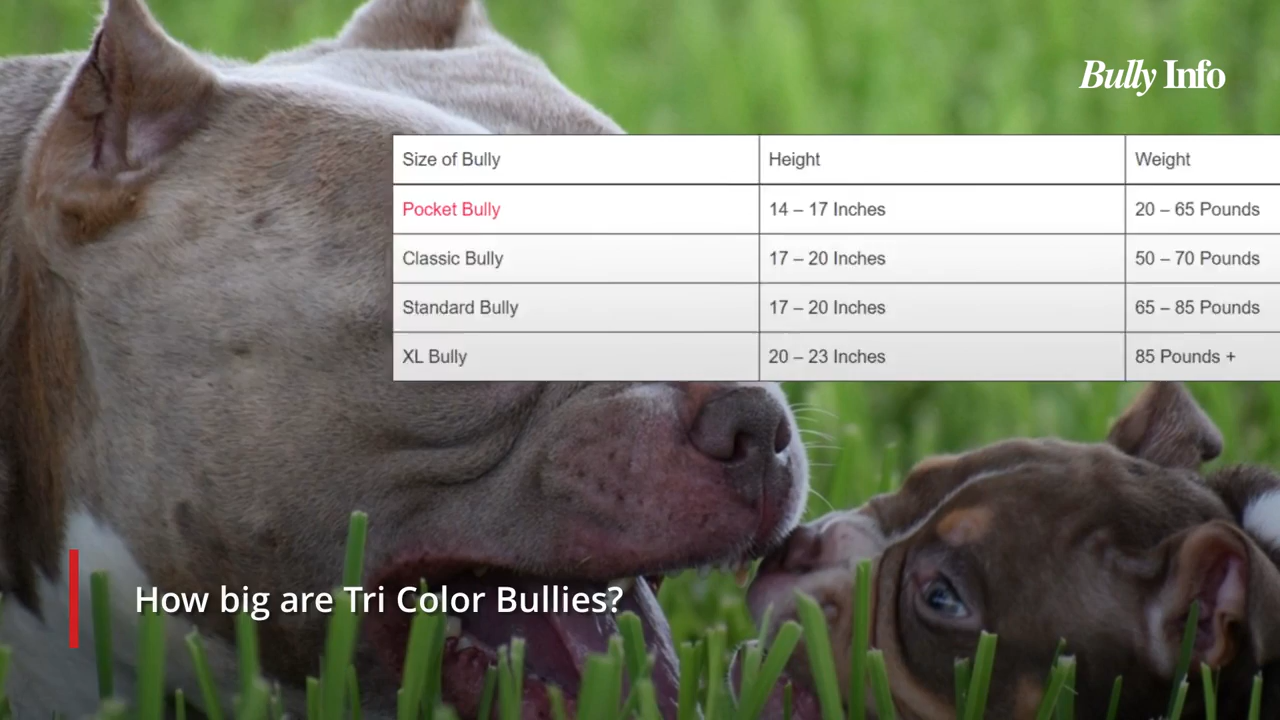 Bully Info
Size of Bully Height Weight
Pocket Bully 14 – 17 Inches 20 – 65 Pounds
Classic Bully 17 – 20 Inches 50 – 70 Pounds
Standard Bully 17 – 20 Inches 65 – 85 Pounds
XL Bully 20 – 23 Inches 85 Pounds +
How big are Tri Color Bullies?